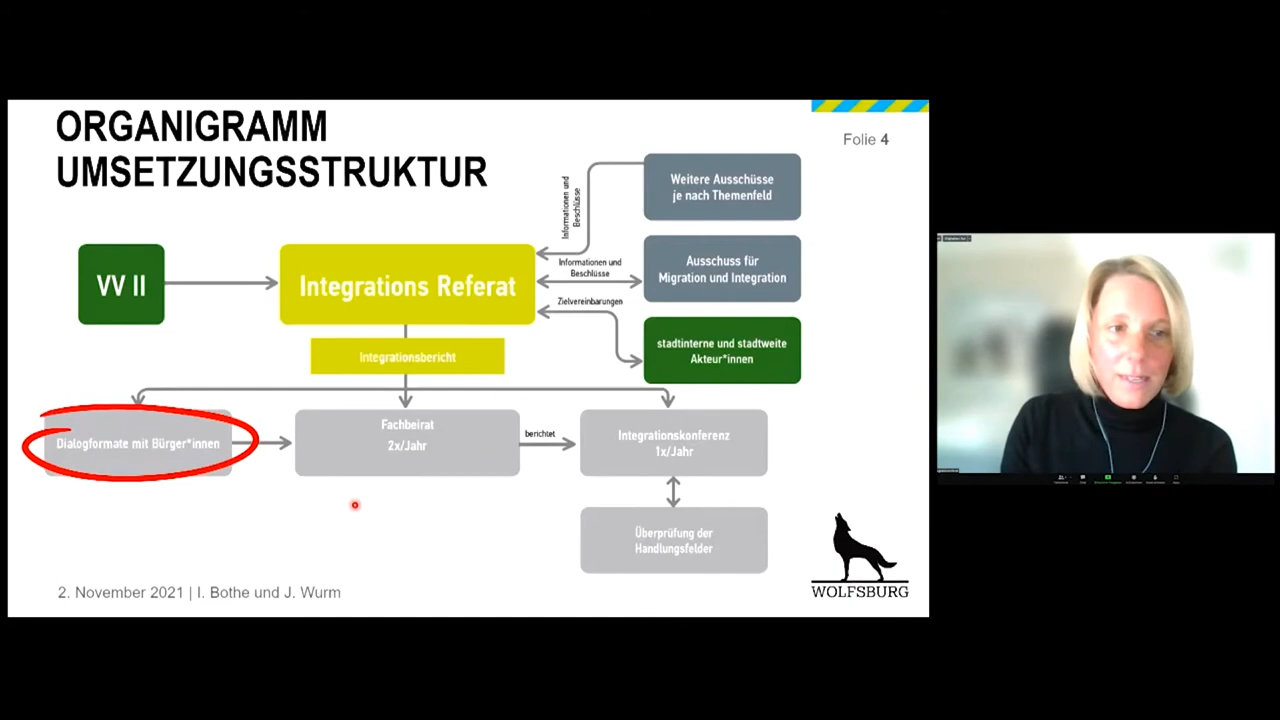 ORGANIGRAMM
UMSETZUNGSSTRUKTUR
Folie 4
Weitere Ausschüsse
je nach Themenfeld
Informationen und
Beschlüsse
VV II
Integrations Referat
Informationen und
Beschlüsse
Ausschuss für
Migration und Integration
Zielvereinbarungen
stadtinterne und stadtweite
Akteur*innen
Integrationsbericht
Dialogformate mit Bürger*innen
Fachbeirat
2x/Jahr
berichtet
Integrationskonferenz
1x/Jahr
Überprüfung der
Handlungsfelder
2. November 2021 | I. Bothe und J. Wurm
WOLFSBURG